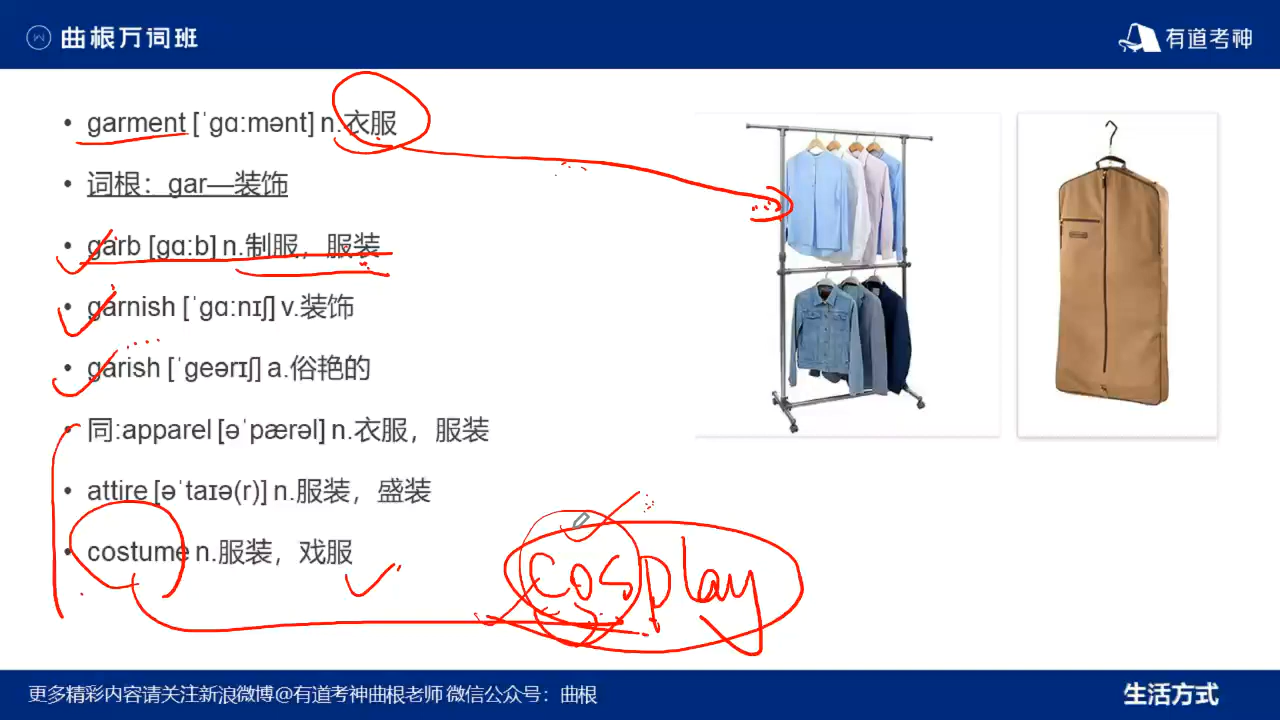 曲根万词班
有道考神
garment [ˈgɑːmənt] n.衣服
词根：gar—装饰
garb [gɑːb] n.制服，服装
garnish [ˈgɑːnɪʃ] v.装饰
garish [ˈgeərɪʃ] a.俗艳的
同:apparel [əˈpærəl] n.衣服，服装
attire [əˈtaɪə(r)] n.服装，盛装
costume n.服装，戏服
cosplay
更多精彩内容请关注新浪微博@有道考神曲根老师 微信公众号：曲根
生活方式